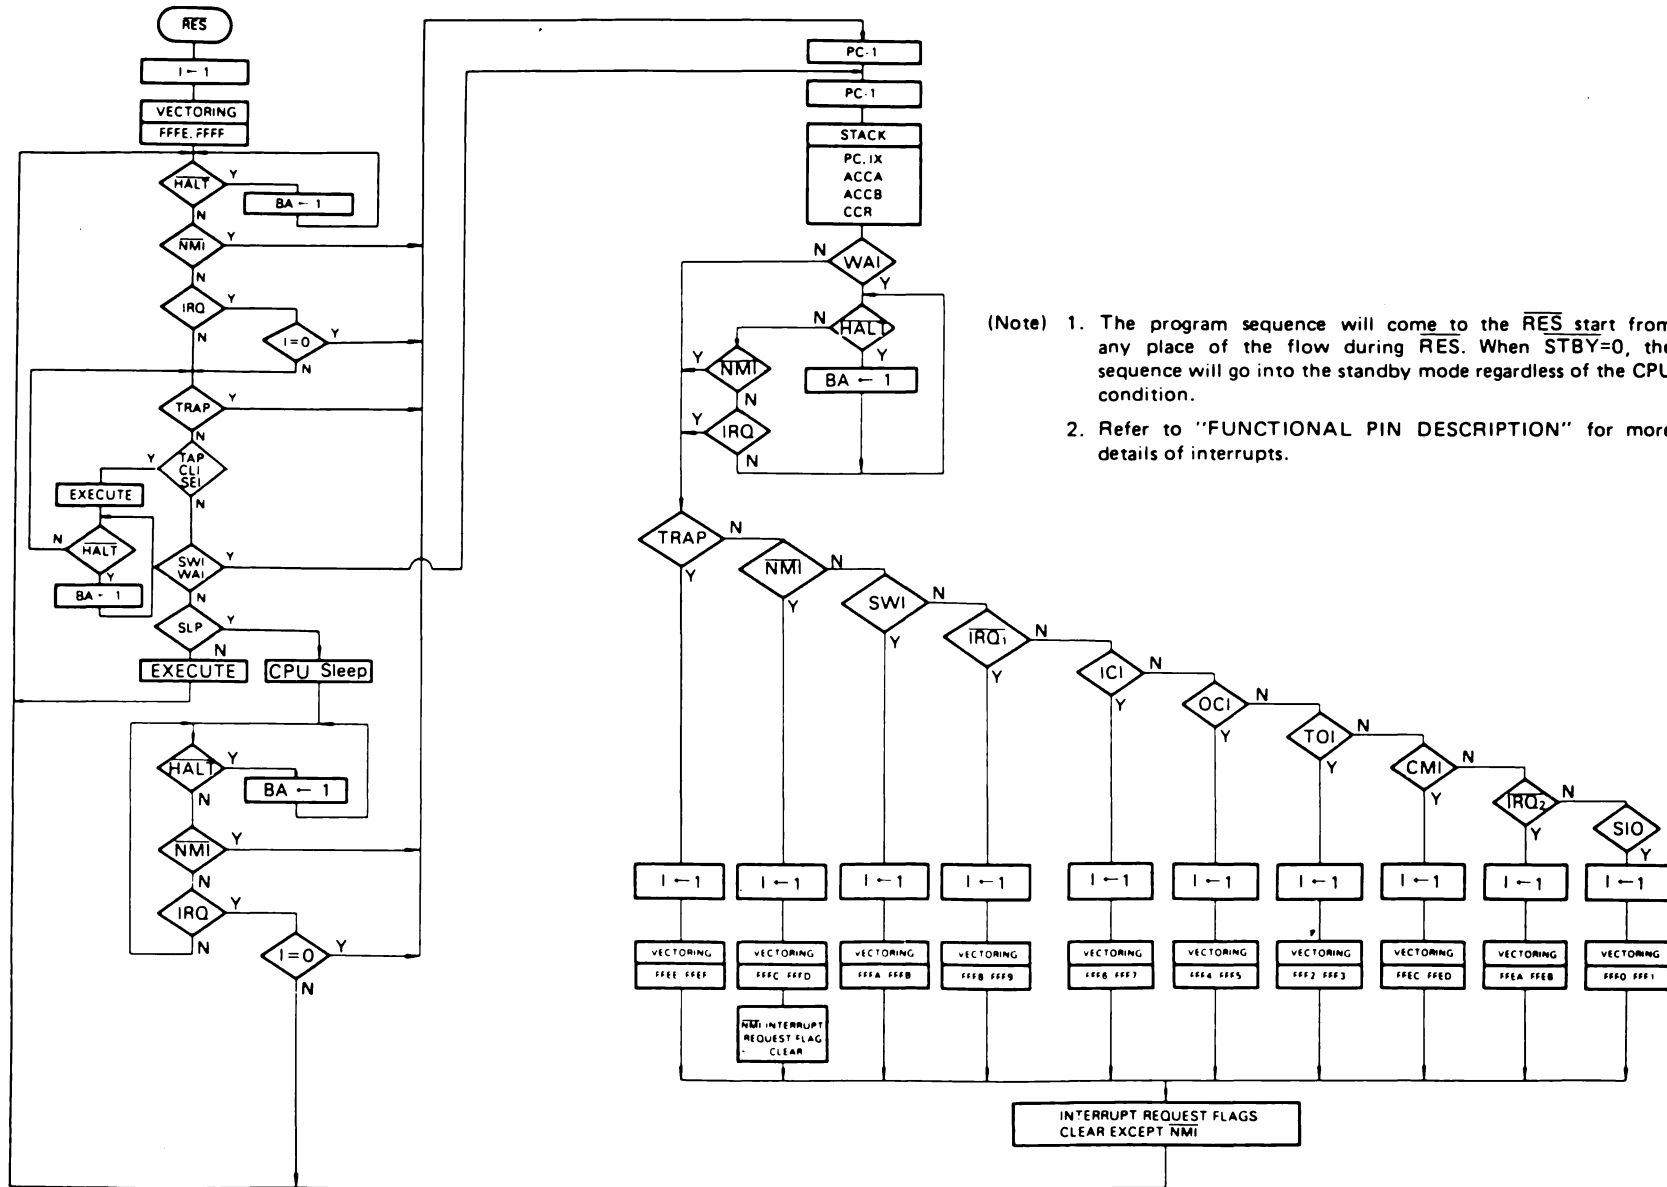 RES
I ← 1
VECTORING
FFFE, FFFF
HALT
Y
BA ← 1
N
NMI
Y
N
IRQ
Y
I=0
Y
N
N
TRAP
Y
N
TAP
CLI
SEI
Y
N
EXECUTE
HALT
N
Y
BA ← 1
SWI
WAI
Y
N
SLP
Y
N
EXECUTE
CPU Sleep
HALT
Y
BA ← 1
N
NMI
Y
N
IRQ
Y
N
I=0
Y
N
PC-1
PC-1
STACK
PC, IX
ACCA
ACCB
CCR
N
WAI
Y
N
HALT
Y
BA ← 1
Y
NMI
N
Y
IRQ
N
(Note) 1. The program sequence will come to the RES start from
any place of the flow during RES. When STBY=0, the
sequence will go into the standby mode regardless of the CPU
condition.
2. Refer to "FUNCTIONAL PIN DESCRIPTION" for more
details of interrupts.
TRAP
N
Y
NMI
N
Y
SWI
N
Y
IRQ1
N
Y
ICI
N
Y
OCI
N
Y
TOI
N
Y
CMI
N
Y
IRQ2
N
Y
SIO
Y
I ← 1
I ← 1
I ← 1
I ← 1
I ← 1
I ← 1
I ← 1
I ← 1
I ← 1
I ← 1
VECTORING
FFEE FFEF
VECTORING
FFFC FFFD
VECTORING
FFFA FFFB
VECTORING
FFF8 FFF9
VECTORING
FFF6 FFF7
VECTORING
FFF4 FFF5
VECTORING
FFF2 FFF3
VECTORING
FFEC FFED
VECTORING
FFEA FFEB
VECTORING
FFF0 FFF1
NMI INTERRUPT
REQUEST FLAG
CLEAR
INTERRUPT REQUEST FLAGS
CLEAR EXCEPT NMI